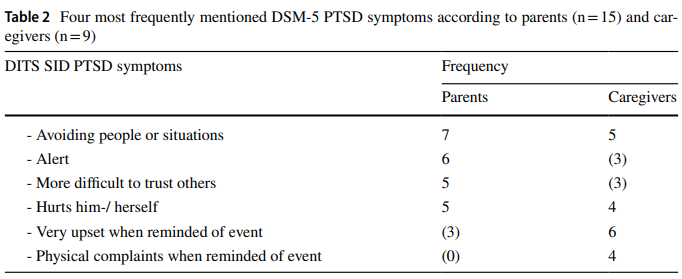 Table 2 Four most frequently mentioned DSM-5 PTSD symptoms according to parents (n=15) and car-
egivers (n=9)
DITS SID PTSD symptoms Frequency
Parents Caregivers
- Avoiding people or situations 7 5
- Alert 6 (3)
- More difficult to trust others 5 (3)
- Hurts him-/ herself 5 4
- Very upset when reminded of event (3) 6
- Physical complaints when reminded of event (0) 4